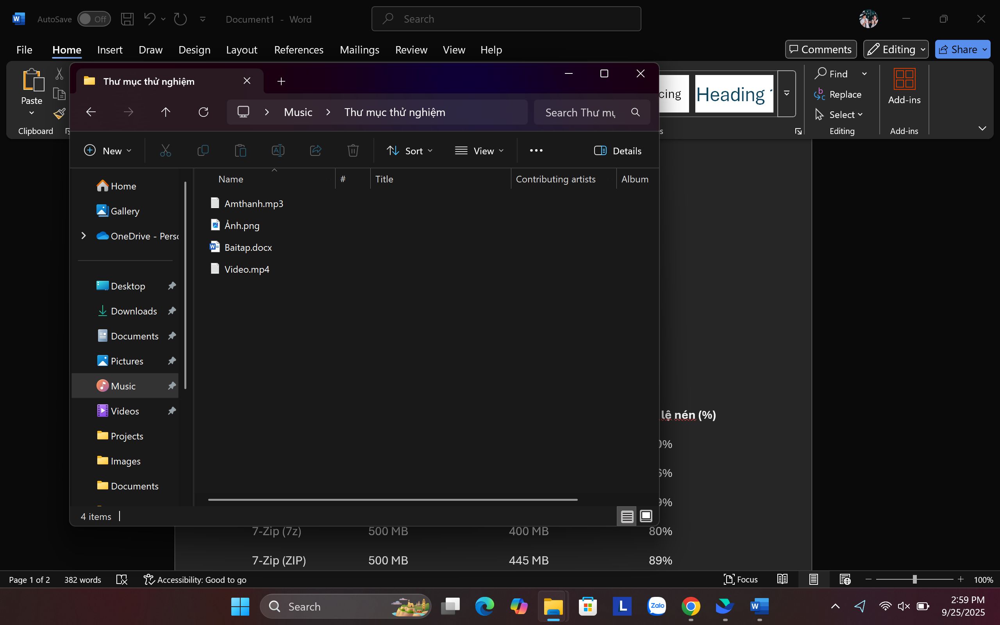 AutoSave Off Document1 - Word Search
File Home Insert Draw Design Layout References Mailings Review View Help Comments Editing Share
Paste
Clipboard
cing Heading
Find
Replace
Select
Editing
Add-ins
Add-ins
Thư mục thử nghiệm
Music Thư mục thử nghiệm Search Thư mụ
New Sort View Details
Name # Title Contributing artists Album
Home
Gallery
OneDrive - Perso
Desktop
Downloads
Documents
Pictures
Music
Videos
Projects
Images
Documents
Amthanh.mp3
Ảnh.png
Baitap.docx
Video.mp4
4 items
lệ nén (%)
0%
6%
9%
7-Zip (7z) 500 MB 400 MB 80%
7-Zip (ZIP) 500 MB 445 MB 89%
Page 1 of 2 382 words Accessibility: Good to go Focus 100%
Search L Zalo W
2:59 PM
9/25/2025